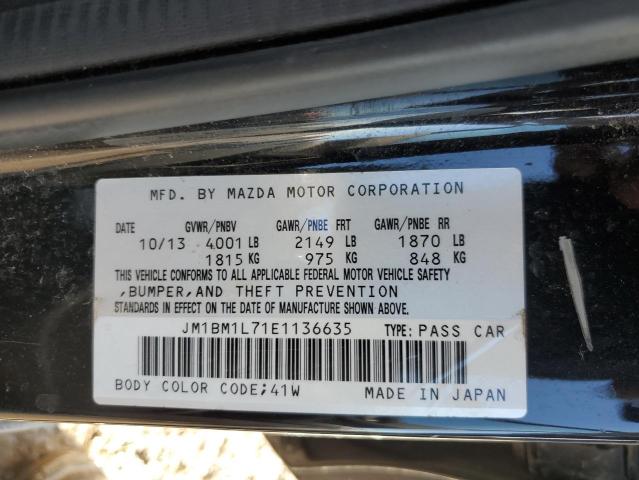 MFD. BY MAZDA MOTOR CORPORATION
DATE GVWR/PNBV GAWR/PNBE FRT GAWR/PNBE RR
10/13 4001 LB 2149 LB 1870 LB
1815 KG 975 KG 848 KG
THIS VEHICLE CONFORMS TO ALL APPLICABLE FEDERAL MOTOR VEHICLE SAFETY
,BUMPER,AND THEFT PREVENTION
STANDARDS IN EFFECT ON THE DATE OF MANUFACTURE SHOWN ABOVE.
JM1BM1L71E1136635 TYPE: PASS CAR
BODY COLOR CODE;41W MADE IN JAPAN